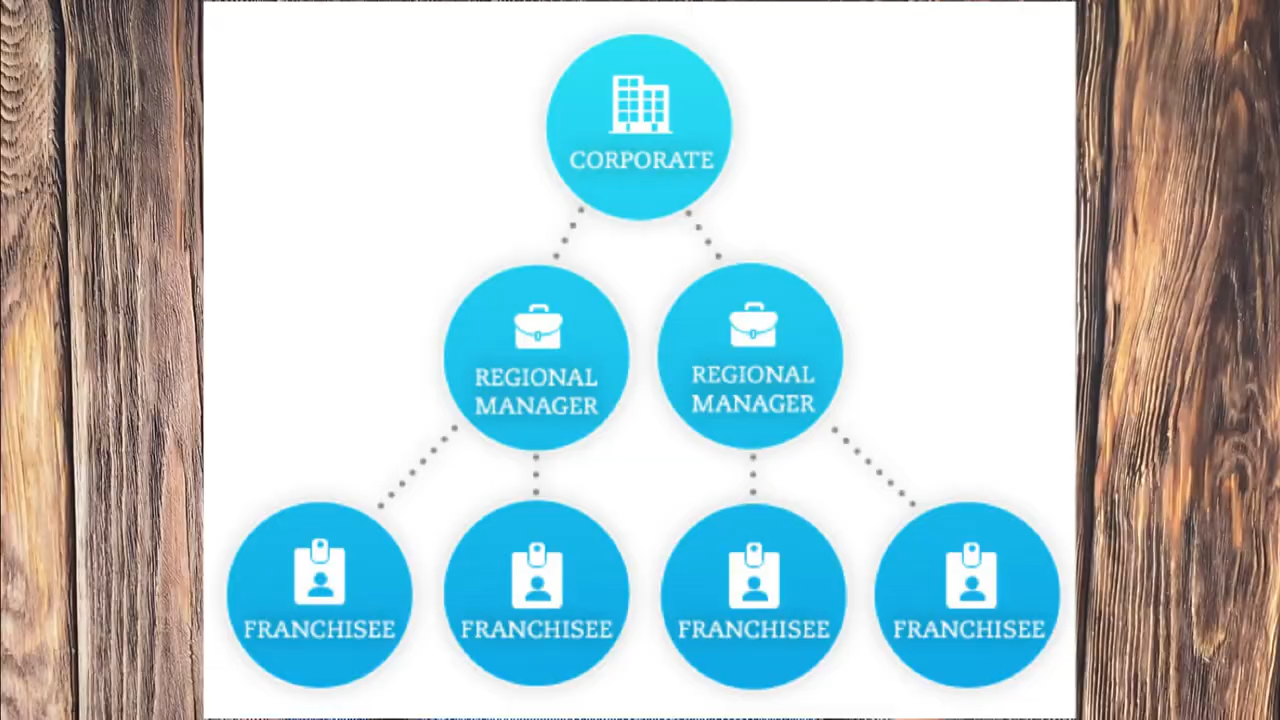 CORPORATE
REGIONAL
MANAGER
REGIONAL
MANAGER
FRANCHISEE
FRANCHISEE
FRANCHISEE
FRANCHISEE